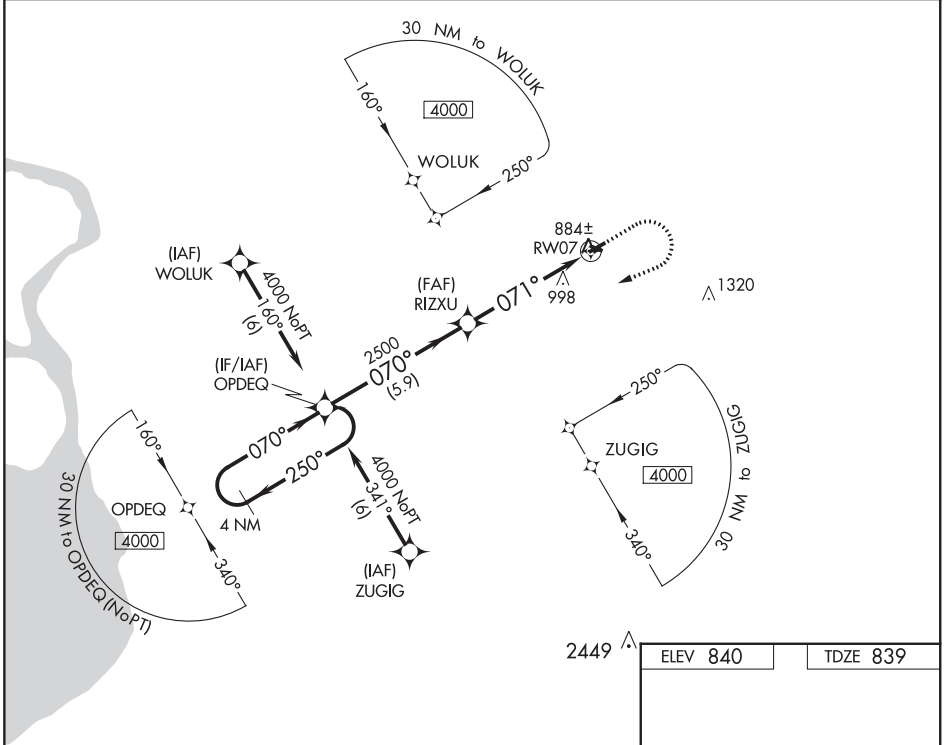 30 NM to WOLUK
160°
4000
WOLUK
250°
884±
RW07
(IAF)
WOLUK
4000 NoPT
160°
(6)
(FAF)
RIZXU
071°
998
1320
(IF/IAF)
OPDEQ
2500
070°
(5.9)
250°
ZUGIG
4000
30 NM to ZUGIG
340°
070°
250°
4 NM
4000 NoPT
341°
(6)
(IAF)
ZUGIG
160°
OPDEQ
4000
340°
30 NM to OPDEQ (NoPT)
2449
ELEV 840
TDZE 839